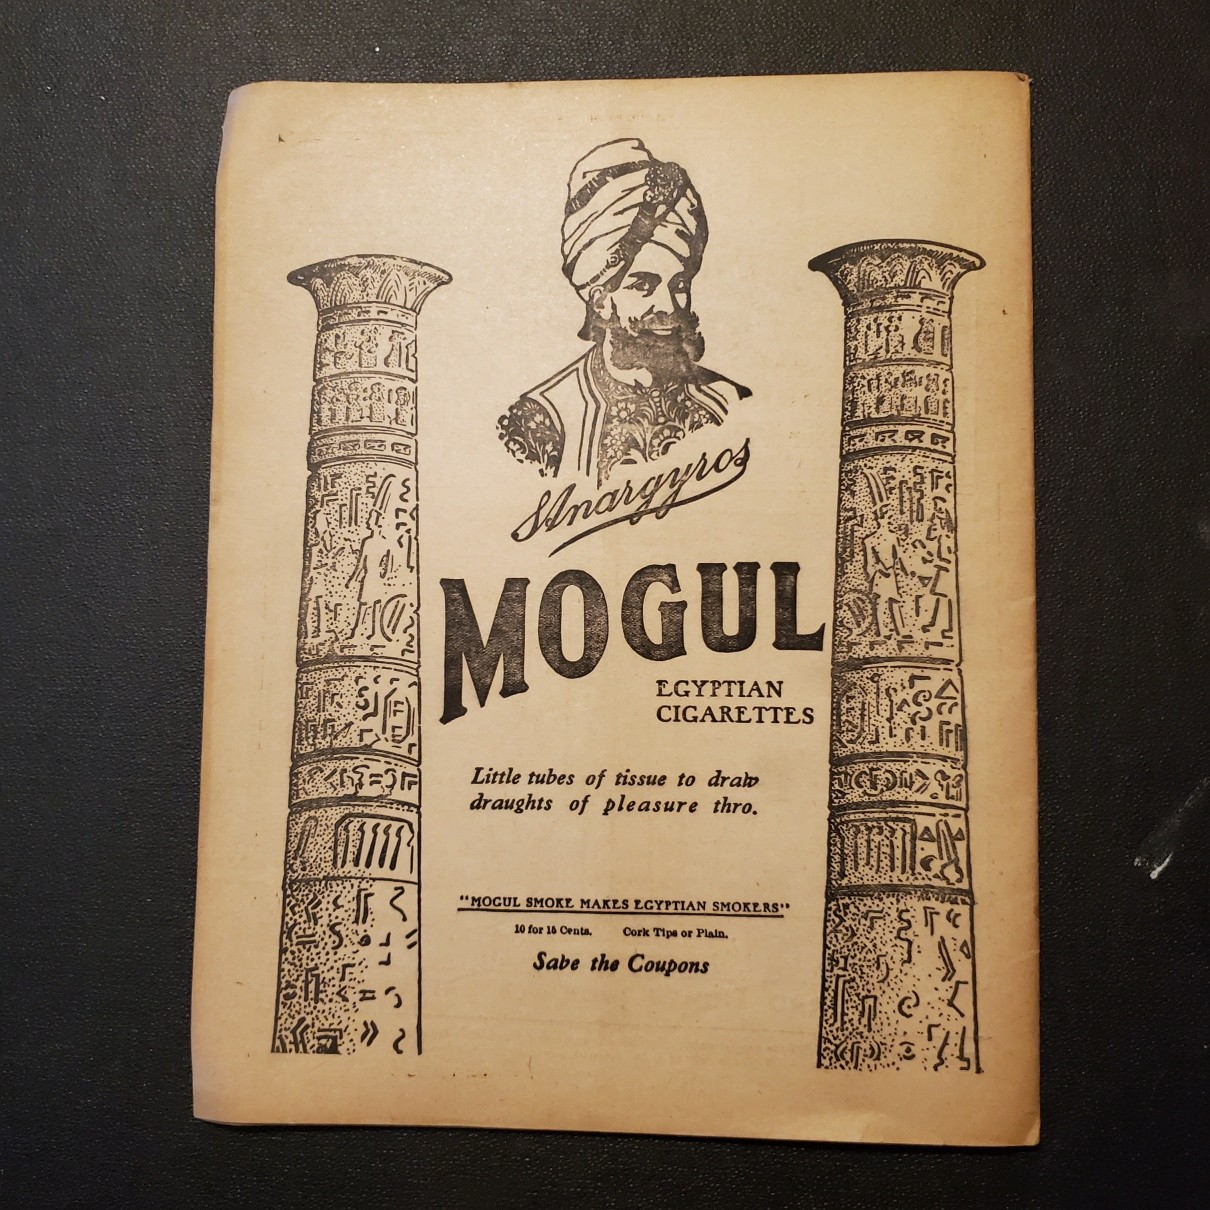 S Anargyros
MOGUL
EGYPTIAN
CIGARETTES
Little tubes of tissue to draw
draughts of pleasure thro.
"MOGUL SMOKE MAKES EGYPTIAN SMOKERS"
10 for 15 Cents. Cork Tips or Plain.
Save the Coupons